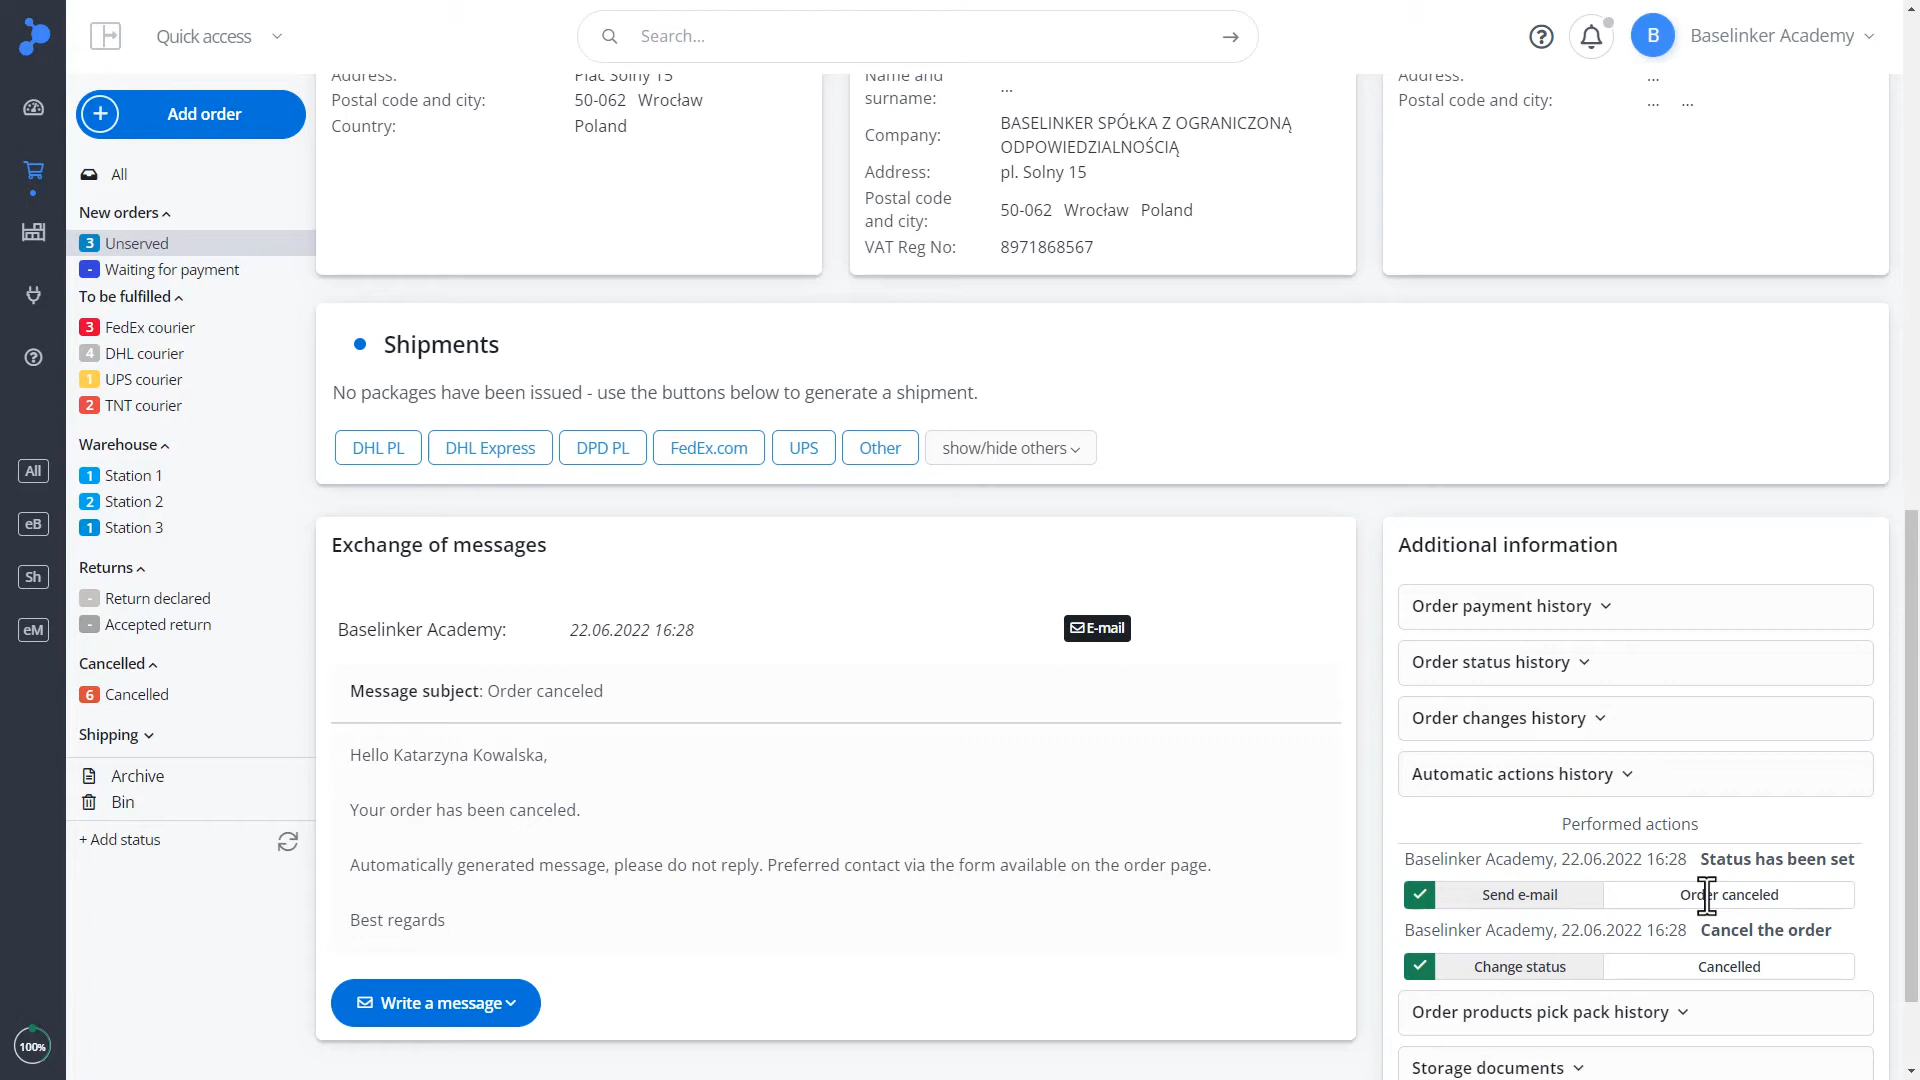 Quick access
Search...
B
Baselinker Academy
Add order
All
New orders
3 Unserved
- Waiting for payment
To be fulfilled
3 FedEx courier
4 DHL courier
1 UPS courier
2 TNT courier
Warehouse
1 Station 1
2 Station 2
1 Station 3
Returns
- Return declared
- Accepted return
Cancelled
6 Cancelled
Shipping
Archive
Bin
+ Add status
All
eB
Sh
eM
100%
Address: Plac Solny 15
Postal code and city: 50-062 Wrocław
Country: Poland
Name and
surname: ...
Company: BASELINKER SPÓŁKA Z OGRANICZONĄ
ODPOWIEDZIALNOŚCIĄ
Address: pl. Solny 15
Postal code
and city: 50-062 Wrocław Poland
VAT Reg No: 8971868567
Address: ...
Postal code and city: ... ...
Shipments
No packages have been issued - use the buttons below to generate a shipment.
DHL PL
DHL Express
DPD PL
FedEx.com
UPS
Other
show/hide others
Exchange of messages
Baselinker Academy: 22.06.2022 16:28 E-mail
Message subject: Order canceled
Hello Katarzyna Kowalska,
Your order has been canceled.
Automatically generated message, please do not reply. Preferred contact via the form available on the order page.
Best regards
Write a message
Additional information
Order payment history
Order status history
Order changes history
Automatic actions history
Performed actions
Baselinker Academy, 22.06.2022 16:28 Status has been set
Send e-mail Order canceled
Baselinker Academy, 22.06.2022 16:28 Cancel the order
Change status Cancelled
Order products pick pack history
Storage documents